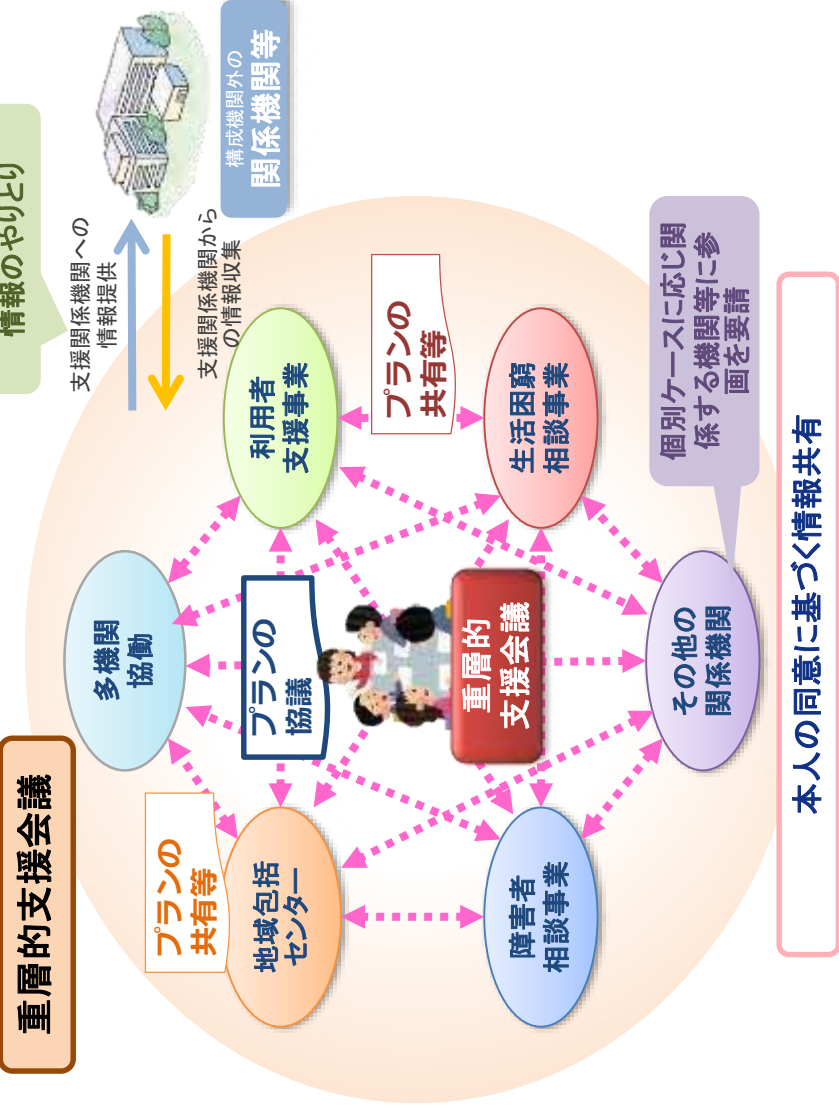 重層的支援会議
情報のやりとり
支援関係機関への
情報提供
支援関係機関から
の情報収集
構成機関外の
関係機関等
多機関
協働
プランの
共有等
地域包括
センター
プランの
協議
利用者
支援事業
プランの
共有等
重層的
支援会議
障害者
相談事業
生活困窮
相談事業
その他の
関係機関
個別ケースに応じ関
係する機関等に参
画を要請
本人の同意に基づく情報共有